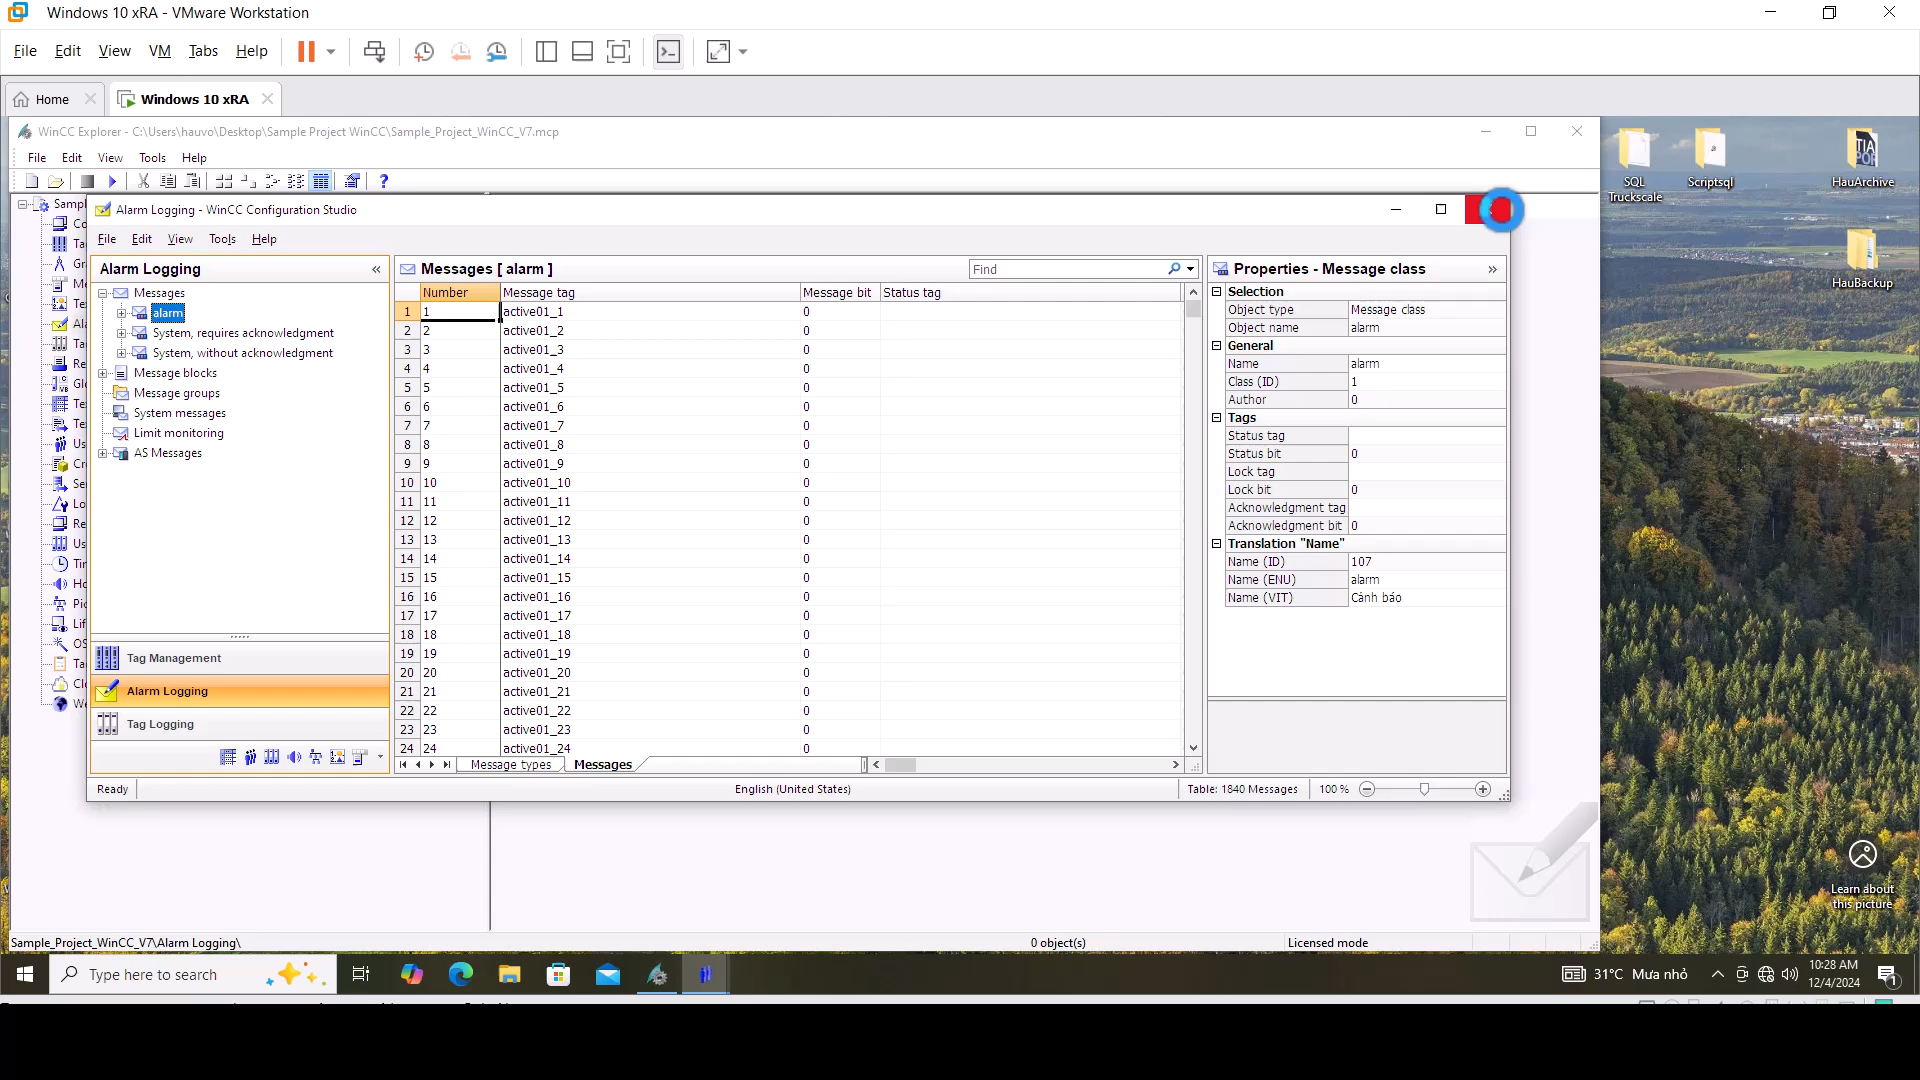 Windows 10 xRA - VMware Workstation
File Edit View VM Tabs Help
Home
Windows 10 xRA
WinCC Explorer - C:\Users\hauvo\Desktop\Sample Project WinCC\Sample_Project_WinCC_V7.mcp
File Edit View Tools Help
Alarm Logging - WinCC Configuration Studio
File Edit View Tools Help
Alarm Logging
Messages
alarm
System, requires acknowledgment
System, without acknowledgment
Message blocks
Message groups
System messages
Limit monitoring
AS Messages
Tag Management
Alarm Logging
Tag Logging
Messages [ alarm ]
Find
Number Message tag Message bit Status tag
1 1 active01_1 0
2 2 active01_2 0
3 3 active01_3 0
4 4 active01_4 0
5 5 active01_5 0
6 6 active01_6 0
7 7 active01_7 0
8 8 active01_8 0
9 9 active01_9 0
10 10 active01_10 0
11 11 active01_11 0
12 12 active01_12 0
13 13 active01_13 0
14 14 active01_14 0
15 15 active01_15 0
16 16 active01_16 0
17 17 active01_17 0
18 18 active01_18 0
19 19 active01_19 0
20 20 active01_20 0
21 21 active01_21 0
22 22 active01_22 0
23 23 active01_23 0
24 24 active01_24 0
Message types Messages
Properties - Message class
Selection
Object type Message class
Object name alarm
General
Name alarm
Class (ID) 1
Author 0
Tags
Status tag
Status bit 0
Lock tag
Lock bit 0
Acknowledgment tag
Acknowledgment bit 0
Translation "Name"
Name (ID) 107
Name (ENU) alarm
Name (VIT) Cảnh báo
Ready
English (United States)
Table: 1840 Messages
100 %
Sample_Project_WinCC_V7\Alarm Logging\
0 object(s)
Licensed mode
SQL
Truckscale
Scriptsql
HauArchive
HauBackup
Learn about
this picture
Type here to search
31°C Mưa nhỏ
10:28 AM
12/4/2024
1